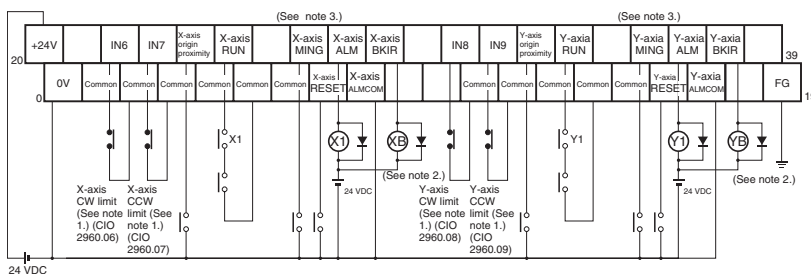 (See note 3.)
(See note 3.)
+24V
IN6
IN7
X-axis origin proximity
X-axis RUN
X-axis MING
X-axis ALM
X-axis BKIR
IN8
IN9
Y-axis origin proximity
Y-axia RUN
Y-axia MING
Y-axia ALM
Y-axia BKIR
20
39
0V
Common
Common
Common
Common
Common
Common
Common
X-axis RESET
X-axis ALMCOM
Common
Common
Common
Common
Common
Common
Common
Y-axia RESET
Y-axia ALMCOM
FG
0
X1
X1
XB
Y1
Y1
YB
(See note 2.)
(See note 2.)
24 VDC
24 VDC
X-axis
CW limit
(See note
1.) (CIO
2960.06)
X-axis
CCW
limit (See
note 1.)
(CIO
2960.07)
Y-axis
CW limit
(See note
1.) (CIO
2960.08)
Y-axis
CCW
limit (See
note 1.)
(CIO
2960.09)
24 VDC